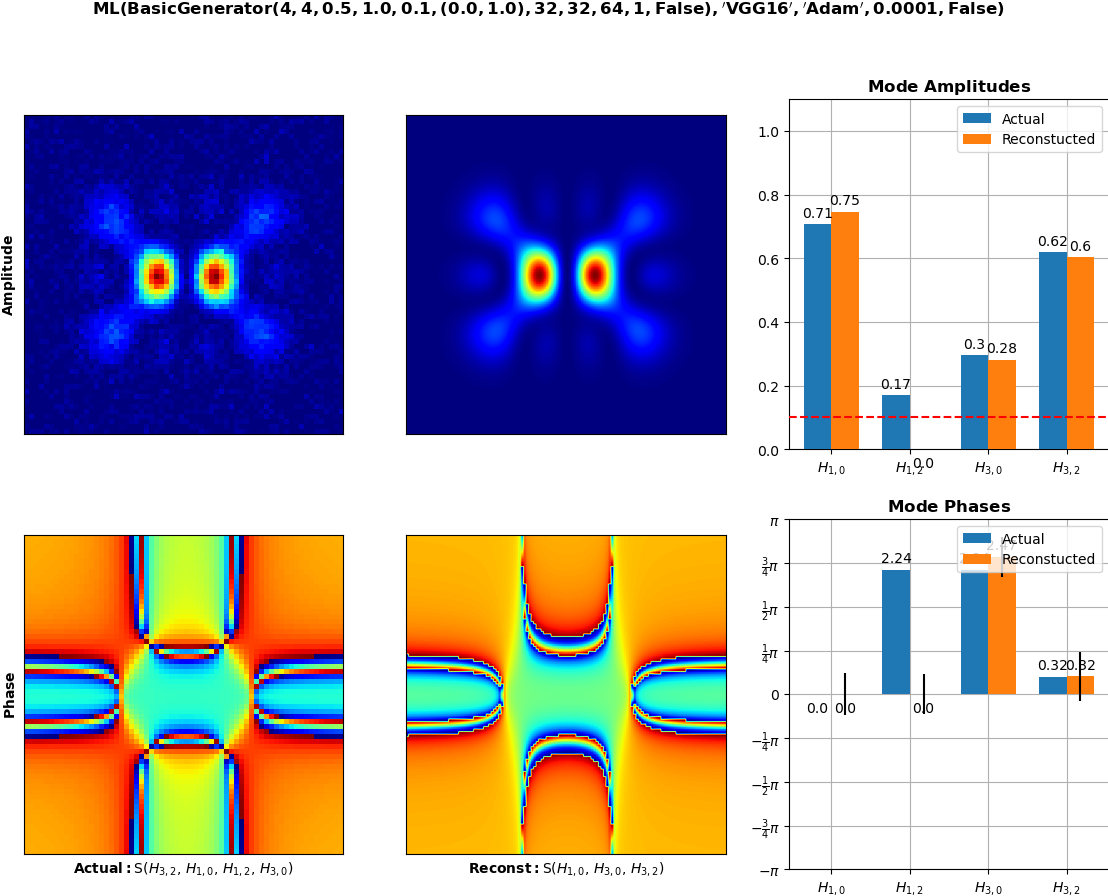 ML(BasicGenerator(4, 4, 0.5, 1.0, 0.1, (0.0, 1.0), 32, 32, 64, 1, False), ′VGG16′, ′Adam′, 0.0001, False)
Mode Amplitudes
Actual
Reconstucted
1.0
0.8
0.6
0.4
0.2
0.0
0.71
0.75
0.17
0.0
0.3
0.28
0.62
0.6
H1,0
H1,2
H3,0
H3,2
Amplitude
Mode Phases
Actual
Reconstucted
π
3/4π
1/2π
1/4π
0
−1/4π
−1/2π
−3/4π
−π
0.0
0.0
2.24
0.0
2.47
0.32
0.32
H1,0
H1,2
H3,0
H3,2
Phase
Actual: S(H3,2, H1,0, H1,2, H3,0)
Reconst: S(H1,0, H3,0, H3,2)